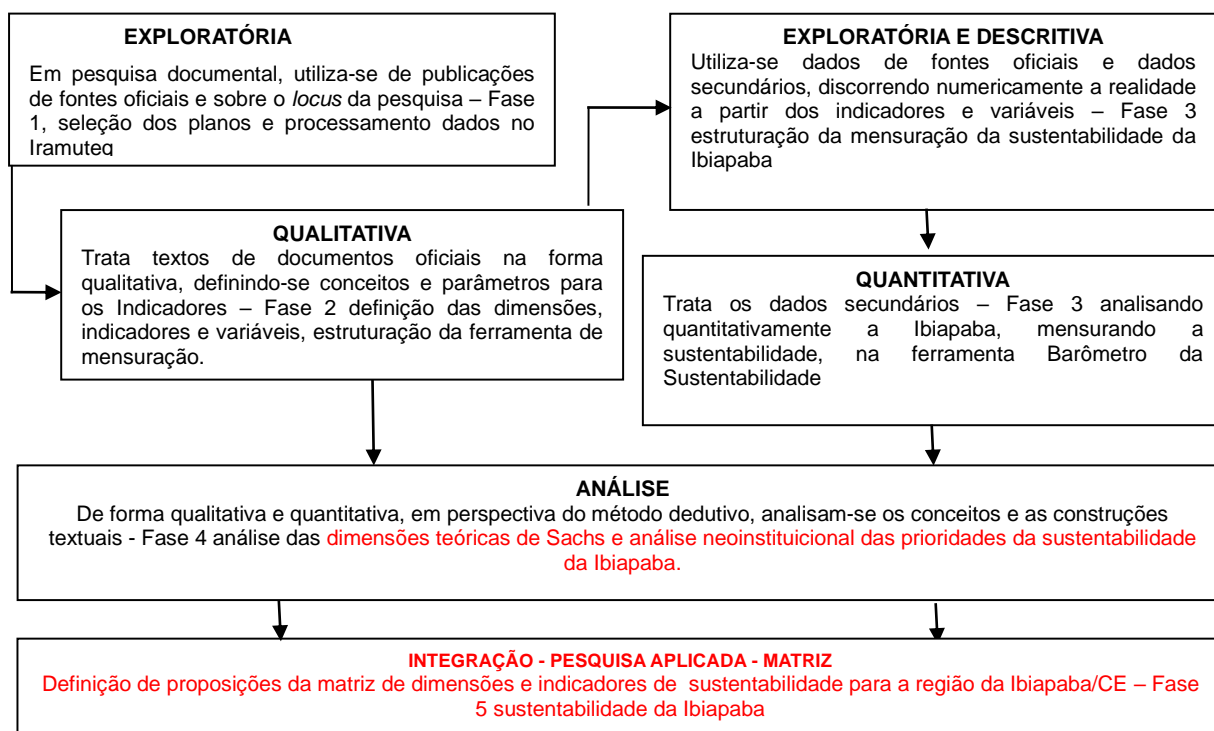 EXPLORATÓRIA
Em pesquisa documental, utiliza-se de publicações
de fontes oficiais e sobre o locus da pesquisa – Fase
1, seleção dos planos e processamento dados no
Iramuteq
EXPLORATÓRIA E DESCRITIVA
Utiliza-se dados de fontes oficiais e dados
secundários, discorrendo numericamente a realidade
a partir dos indicadores e variáveis – Fase 3
estruturação da mensuração da sustentabilidade da
Ibiapaba
QUALITATIVA
Trata textos de documentos oficiais na forma
qualitativa, definindo-se conceitos e parâmetros para
os Indicadores – Fase 2 definição das dimensões,
indicadores e variáveis, estruturação da ferramenta de
mensuração.
QUANTITATIVA
Trata os dados secundários – Fase 3 analisando
quantitativamente a Ibiapaba, mensurando a
sustentabilidade, na ferramenta Barômetro da
Sustentabilidade
ANÁLISE
De forma qualitativa e quantitativa, em perspectiva do método dedutivo, analisam-se os conceitos e as construções
textuais - Fase 4 análise das dimensões teóricas de Sachs e análise neoinstituicional das prioridades da sustentabilidade
da Ibiapaba.
INTEGRAÇÃO - PESQUISA APLICADA - MATRIZ
Definição de proposições da matriz de dimensões e indicadores de sustentabilidade para a região da Ibiapaba/CE – Fase
5 sustentabilidade da Ibiapaba